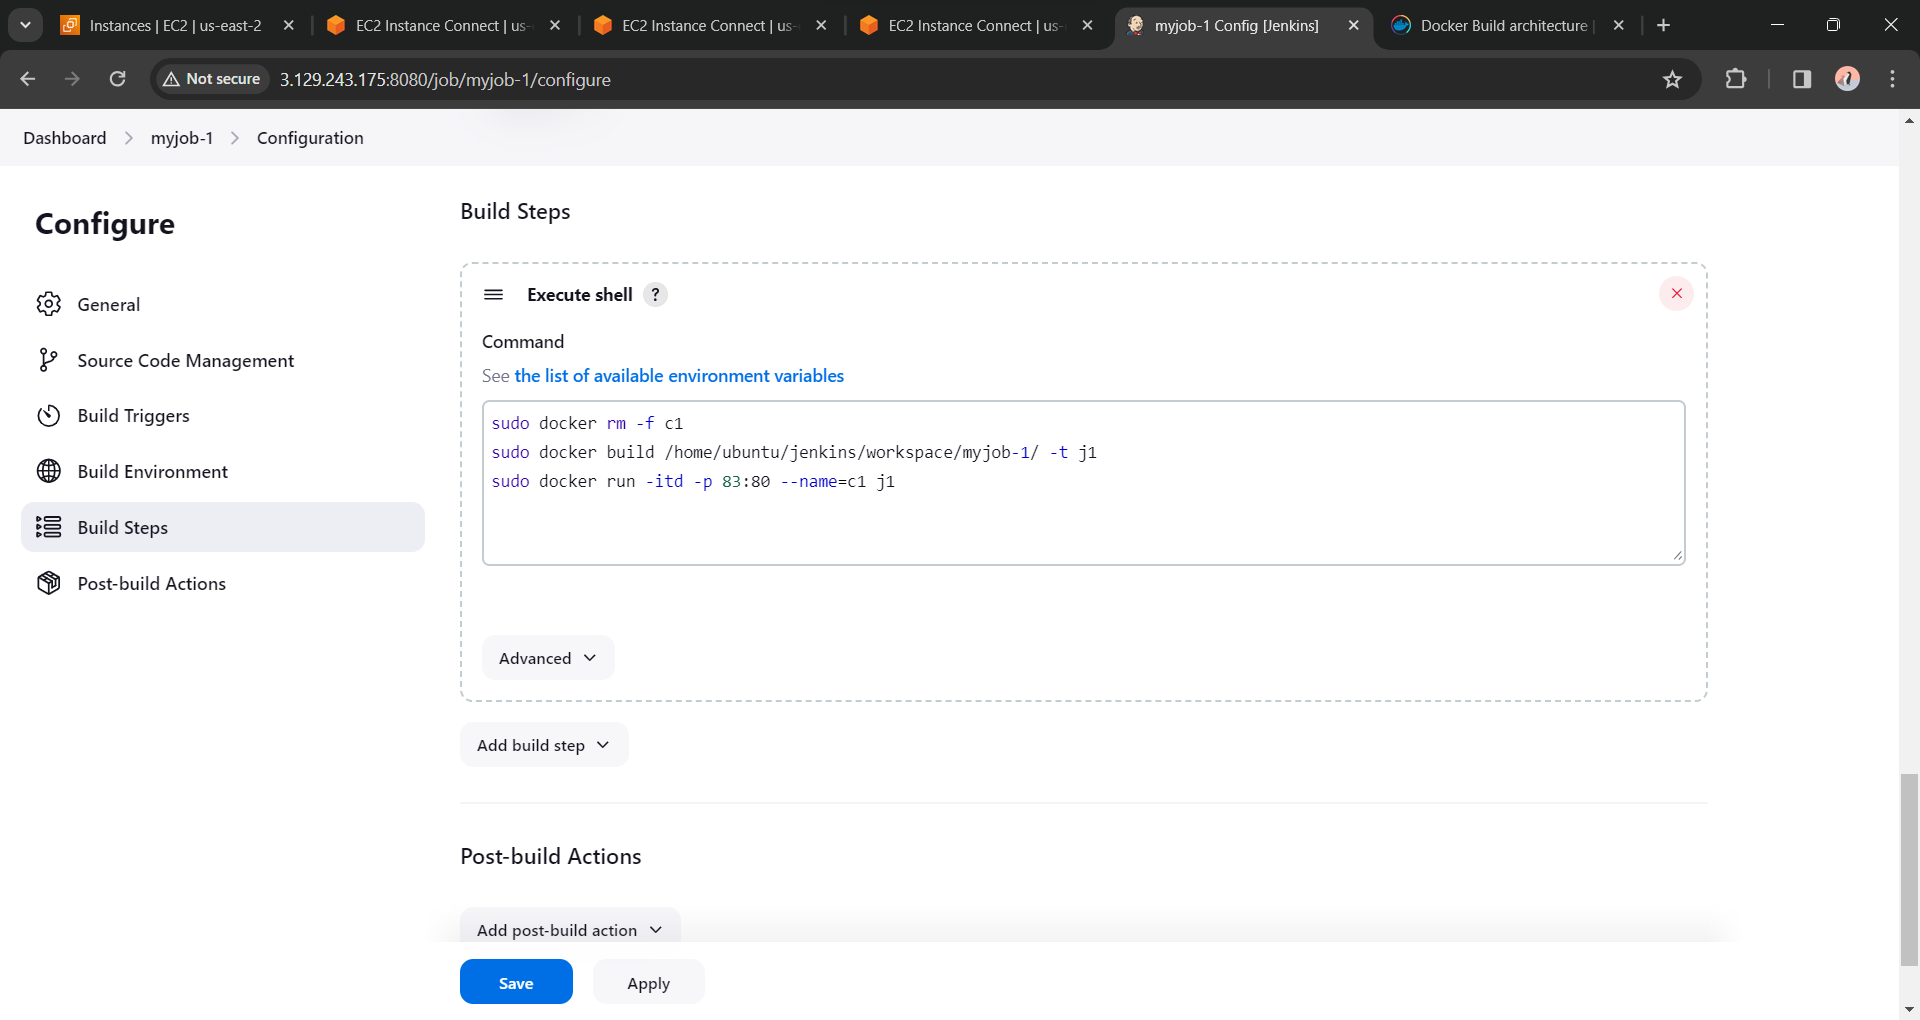 Instances | EC2 | us-east-2
EC2 Instance Connect | us-
EC2 Instance Connect | us-
EC2 Instance Connect | us-
myjob-1 Config [Jenkins]
Docker Build architecture |
Not secure
3.129.243.175:8080/job/myjob-1/configure
Dashboard
myjob-1
Configuration
Configure
General
Source Code Management
Build Triggers
Build Environment
Build Steps
Post-build Actions
Build Steps
Execute shell ?
Command
See the list of available environment variables
sudo docker rm -f c1
sudo docker build /home/ubuntu/jenkins/workspace/myjob-1/ -t j1
sudo docker run -itd -p 83:80 --name=c1 j1
Advanced
Add build step
Post-build Actions
Add post-build action
Save
Apply